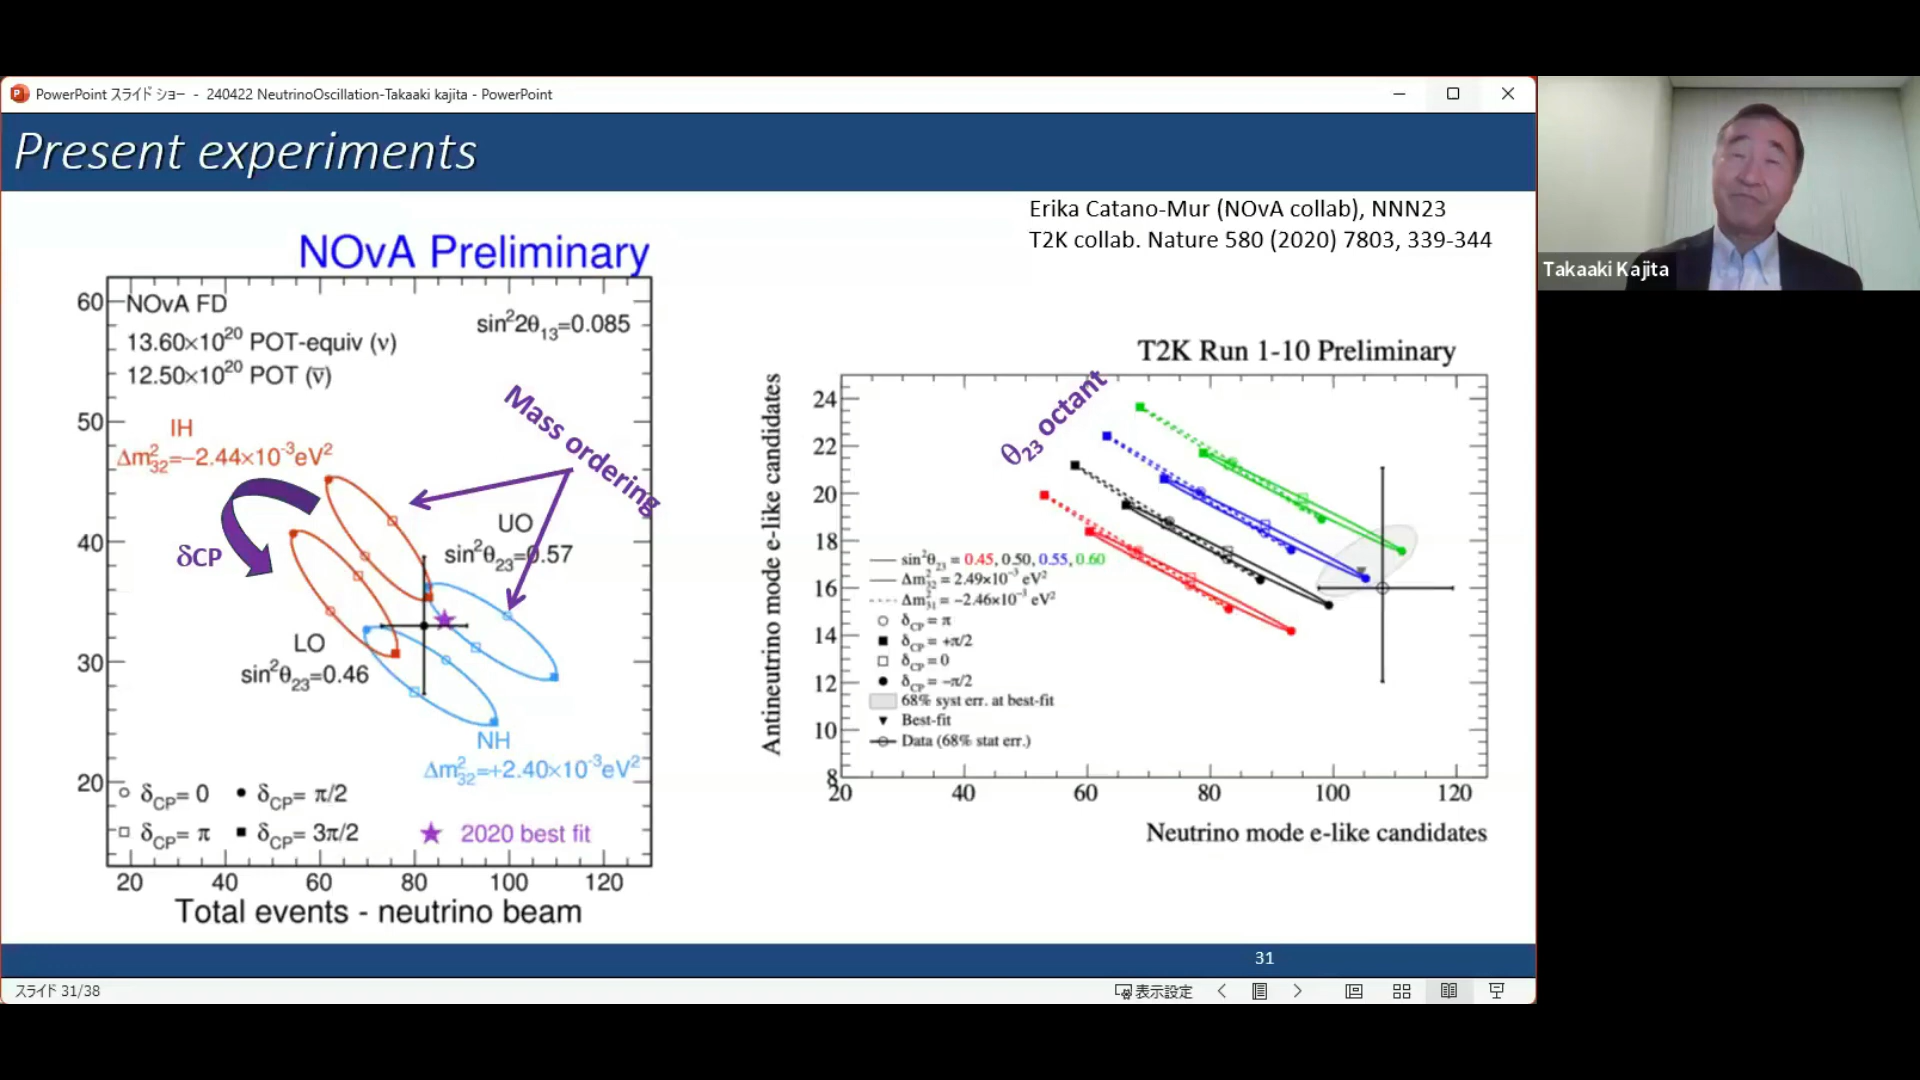 PowerPoint スライド ショー - 240422 NeutrinoOscillation-Takaaki kajita - PowerPoint
Present experiments
Erika Catano-Mur (NOvA collab), NNN23
T2K collab. Nature 580 (2020) 7803, 339-344
Takaaki Kajita
NOvA Preliminary
60
50
40
30
20
NOvA FD
sin²2θ₁₃=0.085
13.60×10²⁰ POT-equiv (ν)
12.50×10²⁰ POT (ν̄)
IH
Δm²₃₂=−2.44×10⁻³eV²
Mass ordering
δCP
UO
sin²θ₂₃=0.57
LO
sin²θ₂₃=0.46
NH
Δm²₃₂=+2.40×10⁻³eV²
○ δCP= 0 ● δCP= π/2
□ δCP= π ■ δCP= 3π/2
★ 2020 best fit
20 40 60 80 100 120
Total events - neutrino beam
T2K Run 1-10 Preliminary
θ₂₃ octant
Antineutrino mode e-like candidates
24
22
20
18
16
14
12
10
8
sin²θ₂₃ = 0.45, 0.50, 0.55, 0.60
Δm²₃₂ = 2.49×10⁻³ eV²
Δm²₃₁ = −2.46×10⁻³ eV²
○ δCP = π
■ δCP = +π/2
□ δCP = 0
● δCP = −π/2
68% syst err. at best-fit
▼ Best-fit
Data (68% stat err.)
20 40 60 80 100 120
Neutrino mode e-like candidates
31
スライド 31/38
表示設定